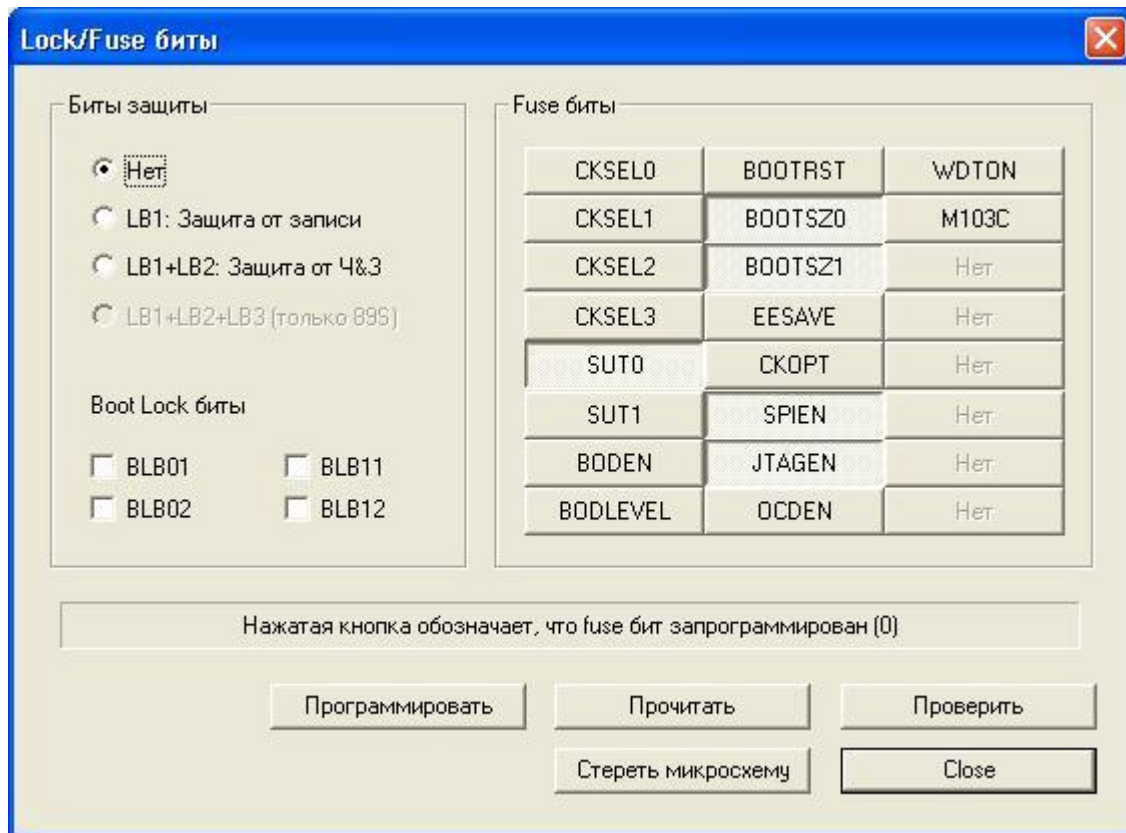 Lock/Fuse биты
Биты защиты
Нет
LB1: Защита от записи
LB1+LB2: Защита от Ч&З
LB1+LB2+LB3 (только 89S)
Boot Lock биты
BLB01 BLB11
BLB02 BLB12
Fuse биты
CKSEL0 BOOTRST WDTON
CKSEL1 BOOTSZ0 M103C
CKSEL2 BOOTSZ1 Нет
CKSEL3 EESAVE Нет
SUT0 CKOPT Нет
SUT1 SPIEN Нет
BODEN JTAGEN Нет
BODLEVEL OCDEN Нет
Нажатая кнопка обозначает, что fuse бит запрограммирован (0)
Программировать Прочитать Проверить
Стереть микросхему Close